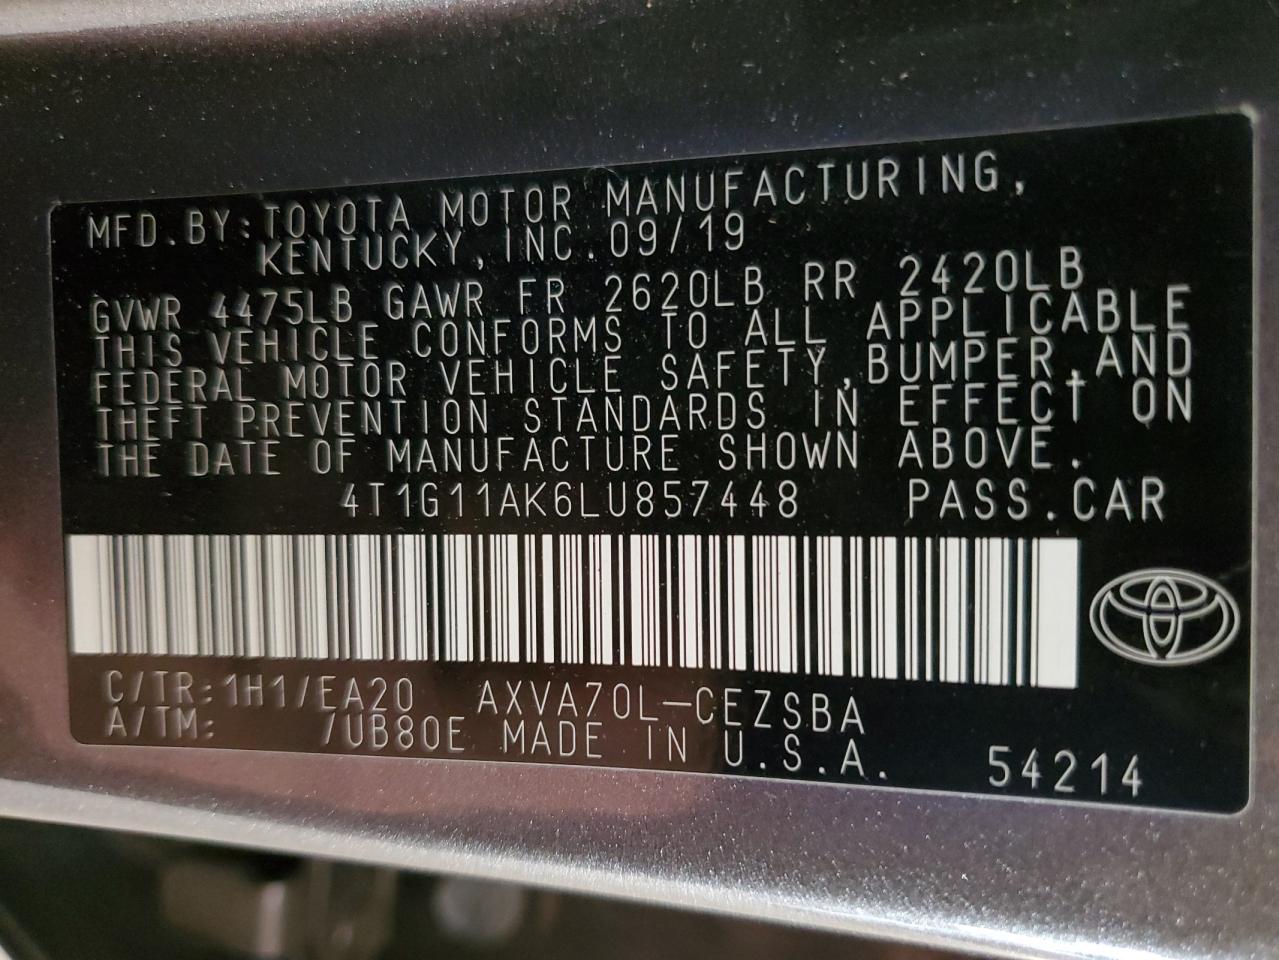 MFD.BY:TOYOTA MOTOR MANUFACTURING,
KENTUCKY,INC.09/19
GVWR 4475LB GAWR FR 2620LB RR 2420LB
THIS VEHICLE CONFORMS TO ALL APPLICABLE
FEDERAL MOTOR VEHICLE SAFETY,BUMPER,AND
THEFT PREVENTION STANDARDS IN EFFECT ON
THE DATE OF MANUFACTURE SHOWN ABOVE.
4T1G11AK6LU857448 PASS.CAR
C/TR:1H1/EA20 AXVA70L-CEZSBA
A/TM: /UB80E MADE IN U.S.A. 54214